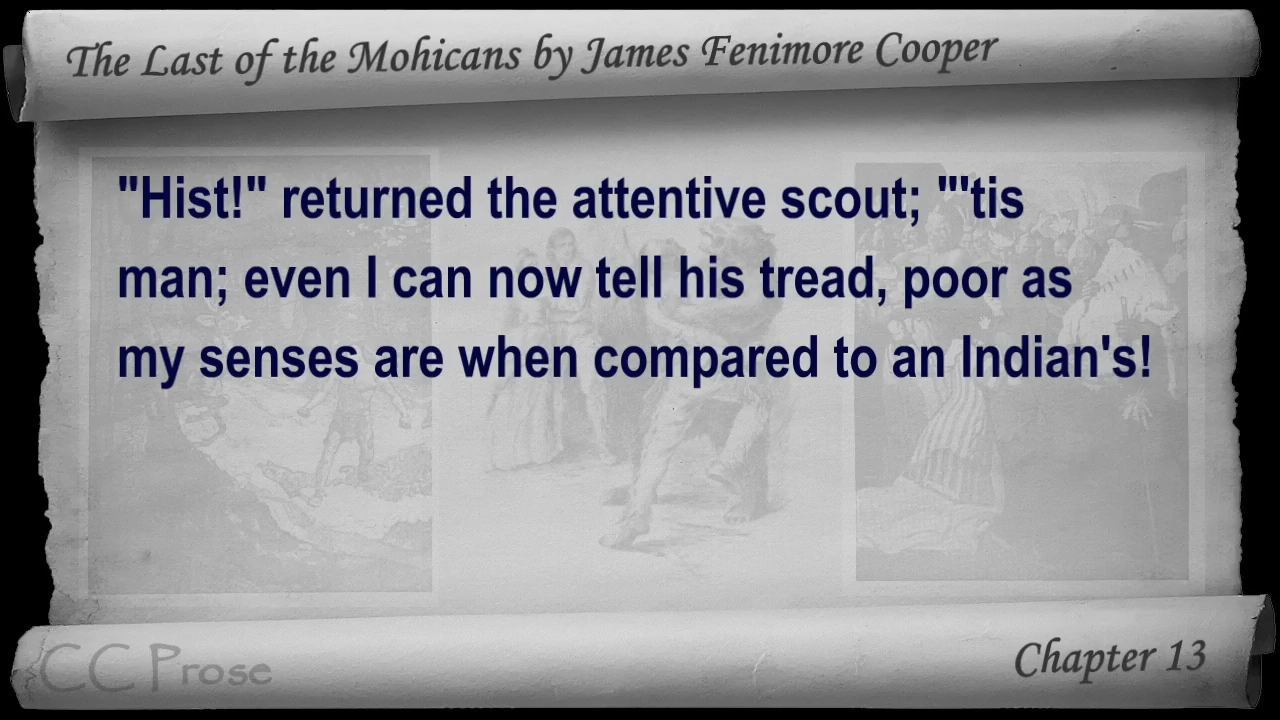 The Last of the Mohicans by James Fenimore Cooper
"Hist!" returned the attentive scout; "'tis
man; even I can now tell his tread, poor as
my senses are when compared to an Indian's!
CC Prose
Chapter 13